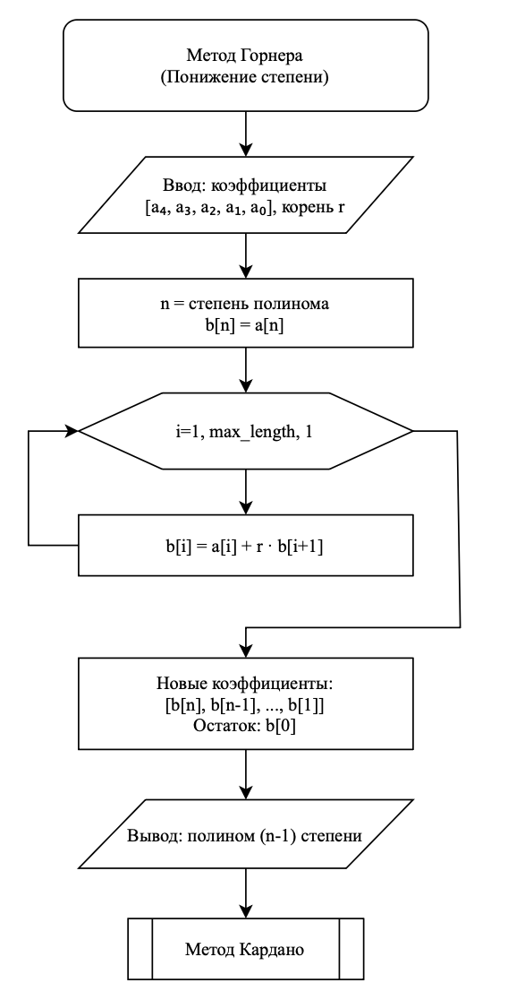 Метод Горнера
(Понижение степени)
Ввод: коэффициенты
[a₄, a₃, a₂, a₁, a₀], корень r
n = степень полинома
b[n] = a[n]
i=1, max_length, 1
b[i] = a[i] + r · b[i+1]
Новые коэффициенты:
[b[n], b[n-1], ..., b[1]]
Остаток: b[0]
Вывод: полином (n-1) степени
Метод Кардано